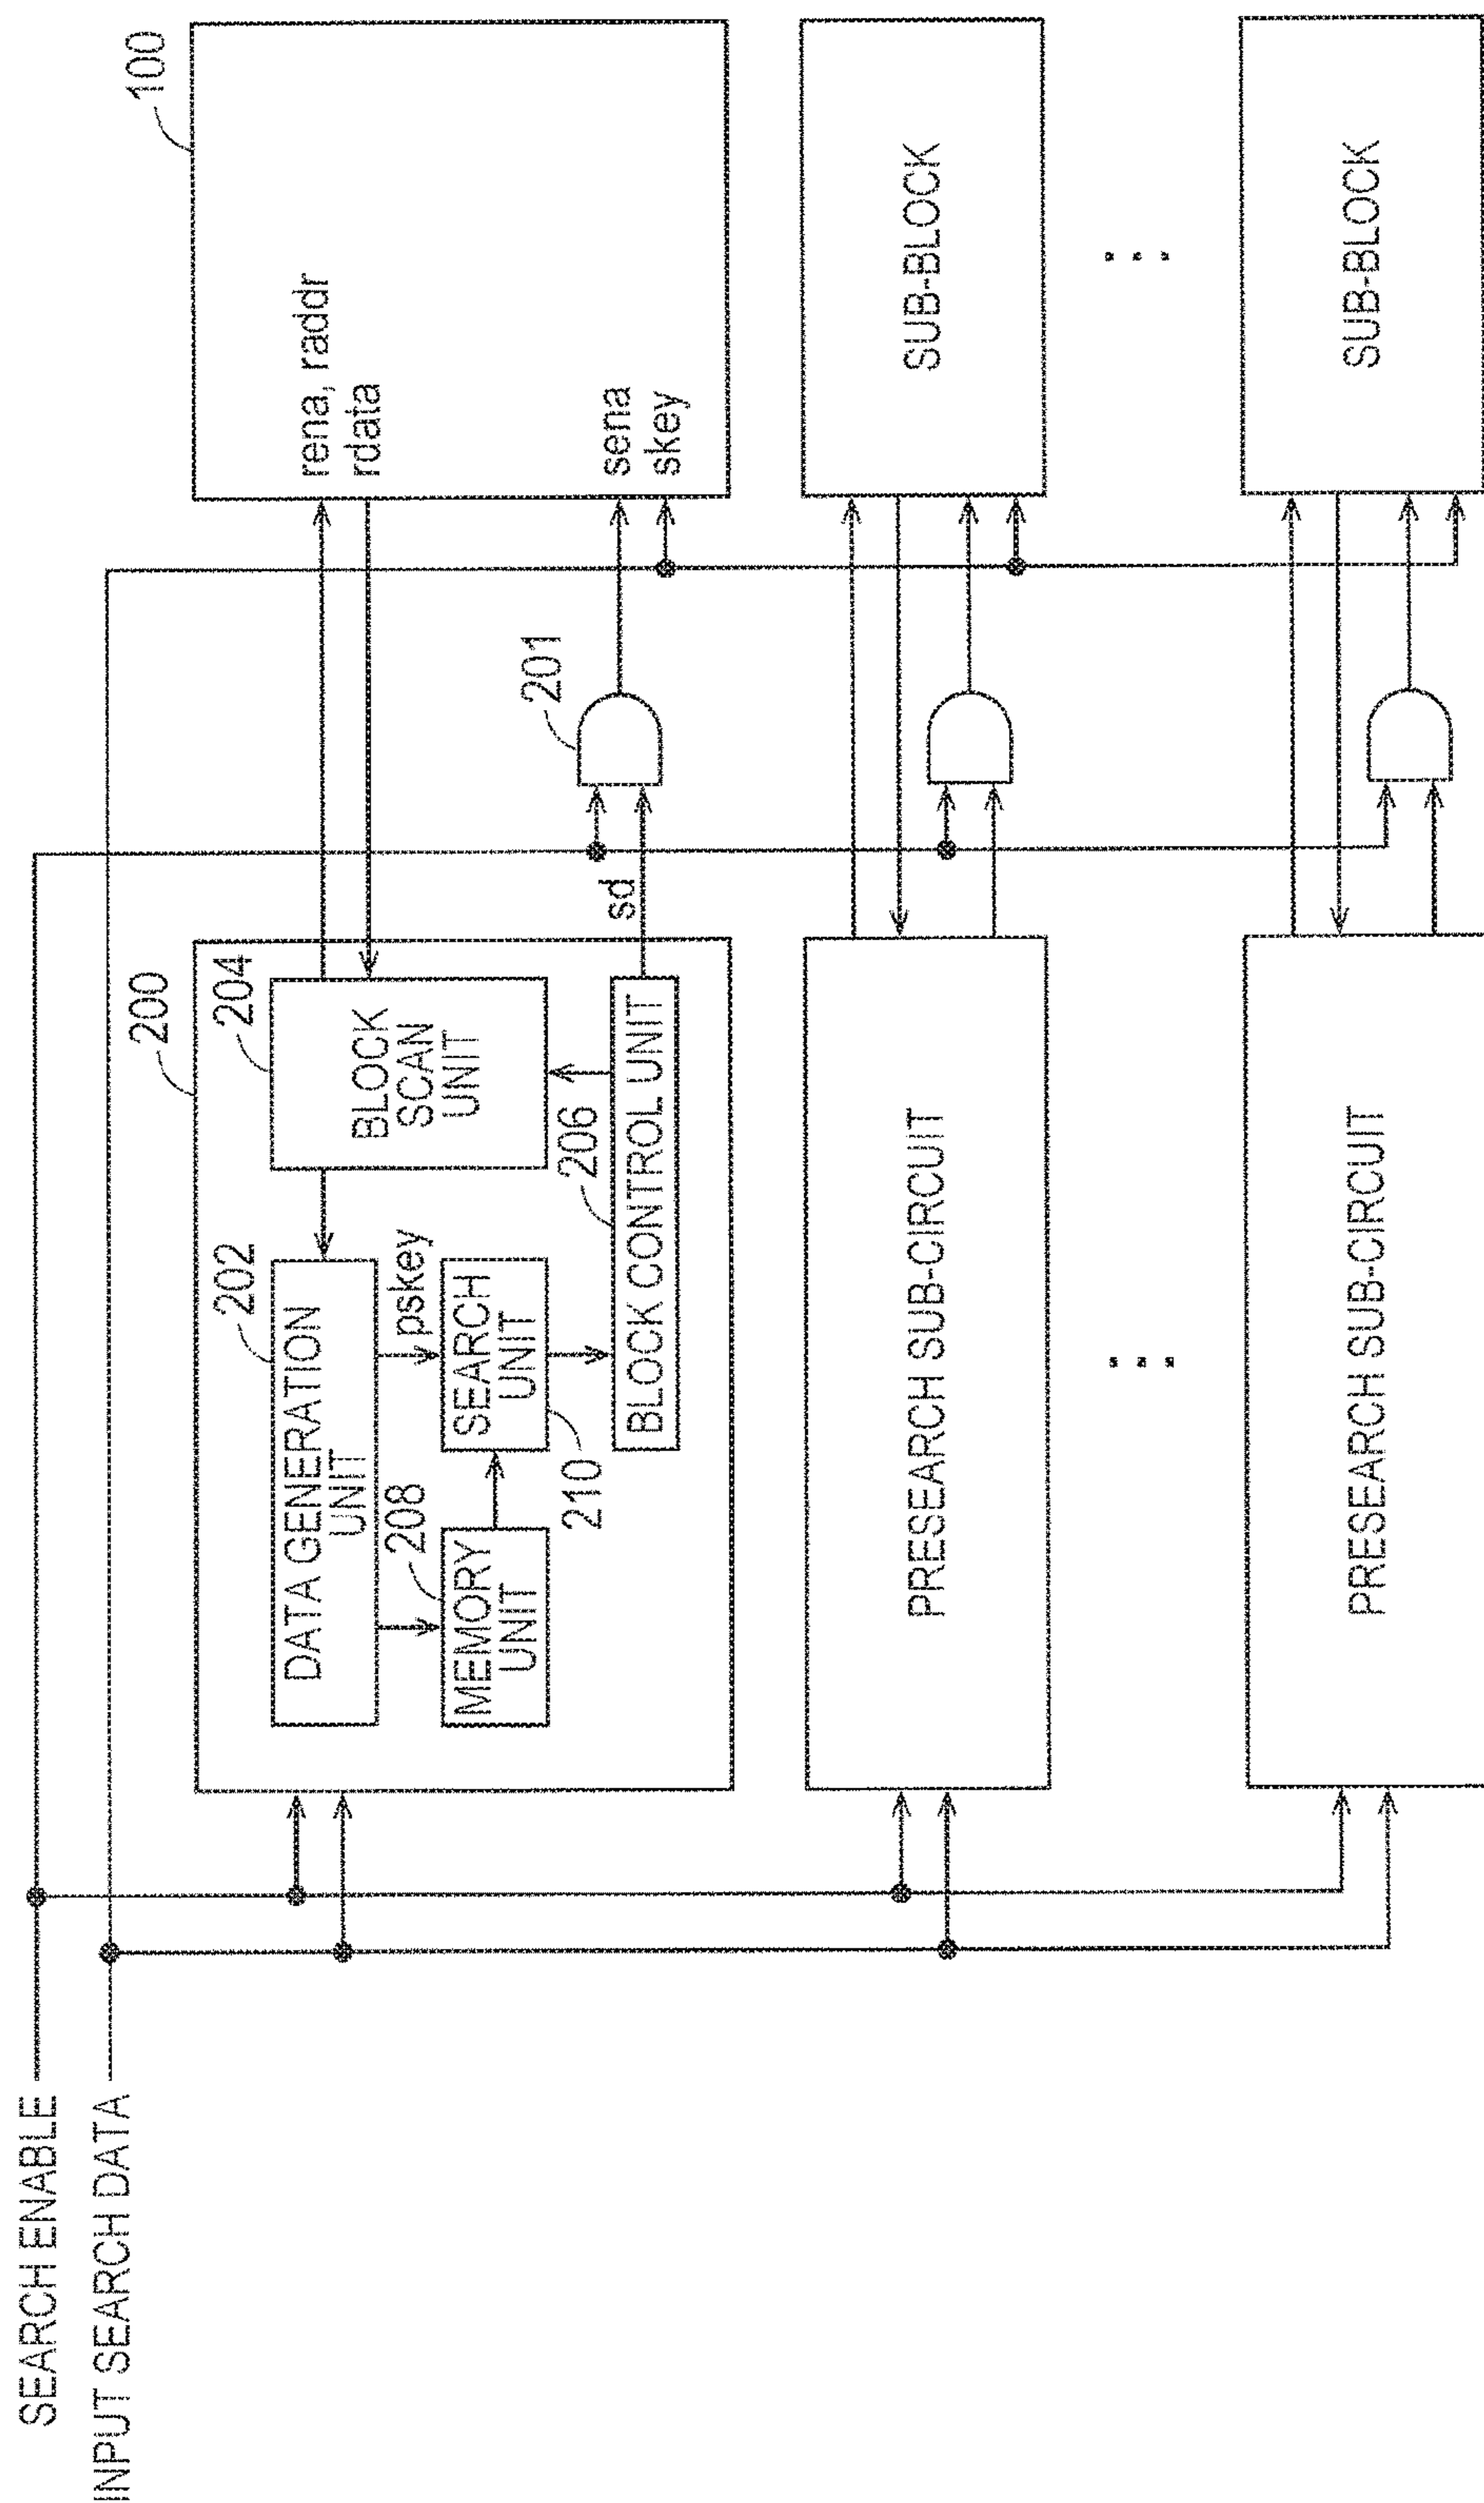 SEARCH ENABLE
INPUT SEARCH DATA
200
202
DATA GENERATION
UNIT
204
BLOCK
SCAN
UNIT
208
MEMORY
UNIT
pskey
SEARCH
UNIT
210
206
BLOCK CONTROL UNIT
sd
201
100
rena, raddr
rdata
sena
skey
PRESEARCH SUB-CIRCUIT
SUB-BLOCK
...
...
PRESEARCH SUB-CIRCUIT
SUB-BLOCK